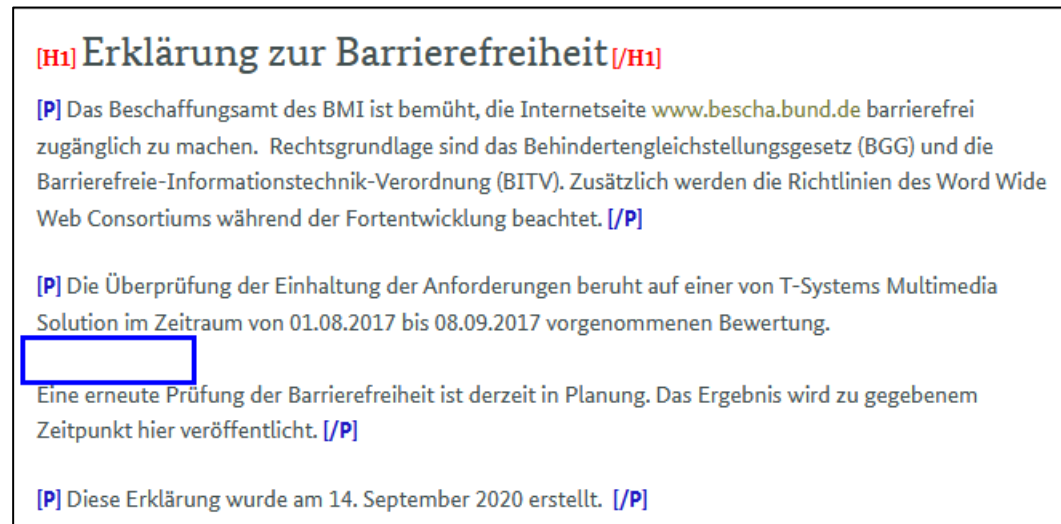 [H1] Erklärung zur Barrierefreiheit [/H1]
[P] Das Beschaffungsamt des BMI ist bemüht, die Internetseite www.bescha.bund.de barrierefrei
zugänglich zu machen. Rechtsgrundlage sind das Behindertengleichstellungsgesetz (BGG) und die
Barrierefreie-Informationstechnik-Verordnung (BITV). Zusätzlich werden die Richtlinien des Word Wide
Web Consortiums während der Fortentwicklung beachtet. [/P]
[P] Die Überprüfung der Einhaltung der Anforderungen beruht auf einer von T-Systems Multimedia
Solution im Zeitraum von 01.08.2017 bis 08.09.2017 vorgenommenen Bewertung.
Eine erneute Prüfung der Barrierefreiheit ist derzeit in Planung. Das Ergebnis wird zu gegebenem
Zeitpunkt hier veröffentlicht. [/P]
[P] Diese Erklärung wurde am 14. September 2020 erstellt. [/P]